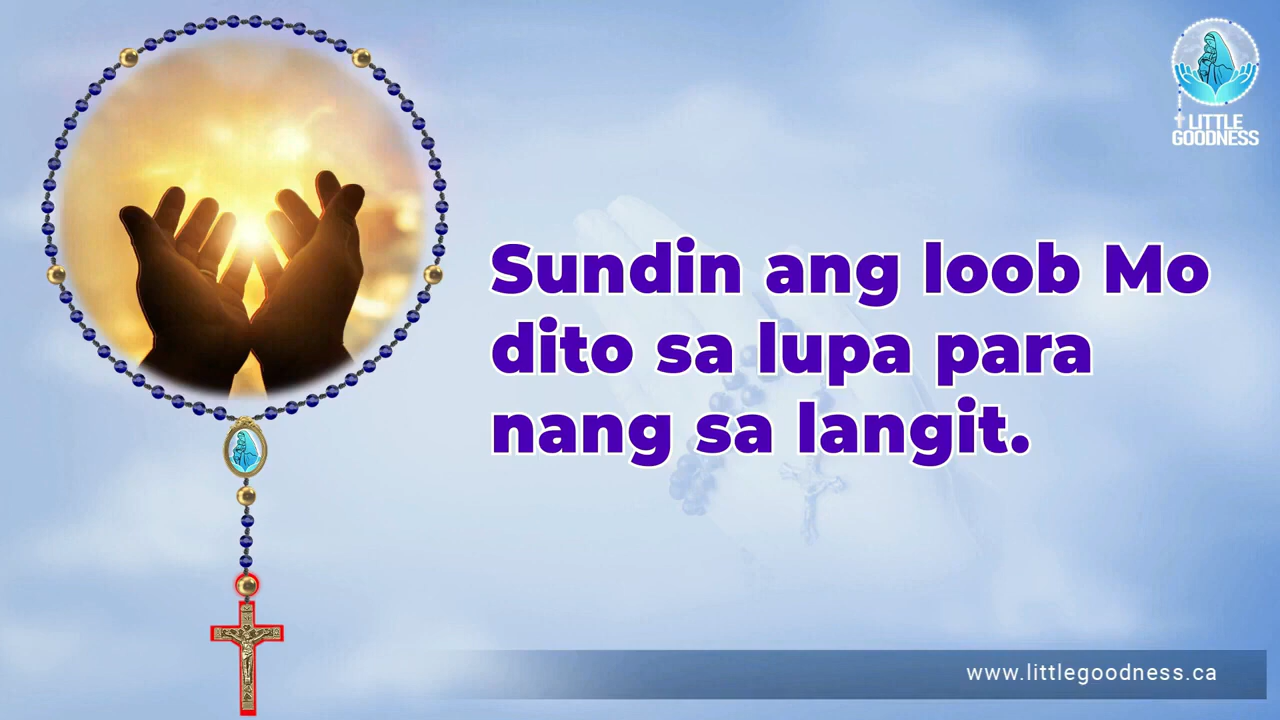 LITTLE
GOODNESS
Sundin ang loob Mo
dito sa lupa para
nang sa langit.
www.littlegoodness.ca